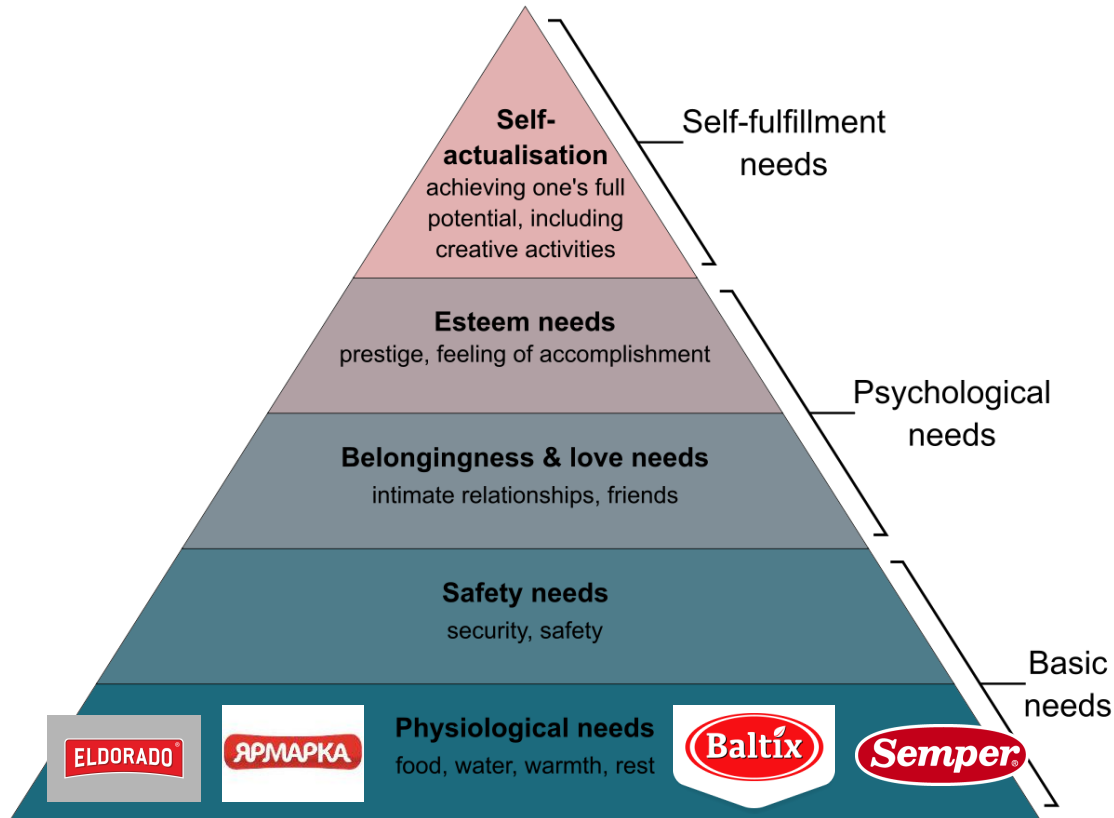 Self-
actualisation
achieving one's full
potential, including
creative activities
Self-fulfillment
needs
Esteem needs
prestige, feeling of accomplishment
Psychological
needs
Belongingness & love needs
intimate relationships, friends
Safety needs
security, safety
Basic
needs
Physiological needs
food, water, warmth, rest
ELDORADO®
ЯРМАРКА
Baltix
Semper®